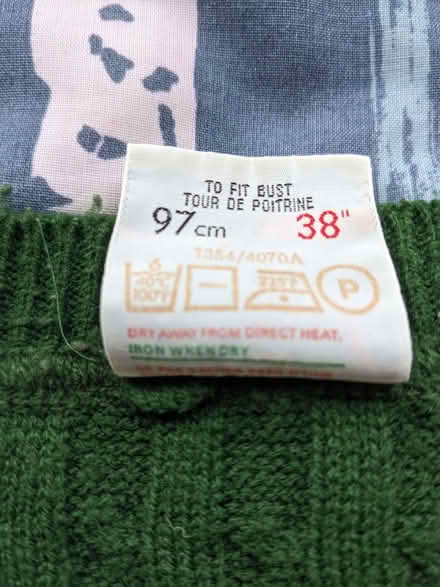 TO FIT BUST
TOUR DE POITRINE
97cm 38"
1354/4070A
6
40°C
100°F
P
DRY AWAY FROM DIRECT HEAT.
IRON WHEN DRY